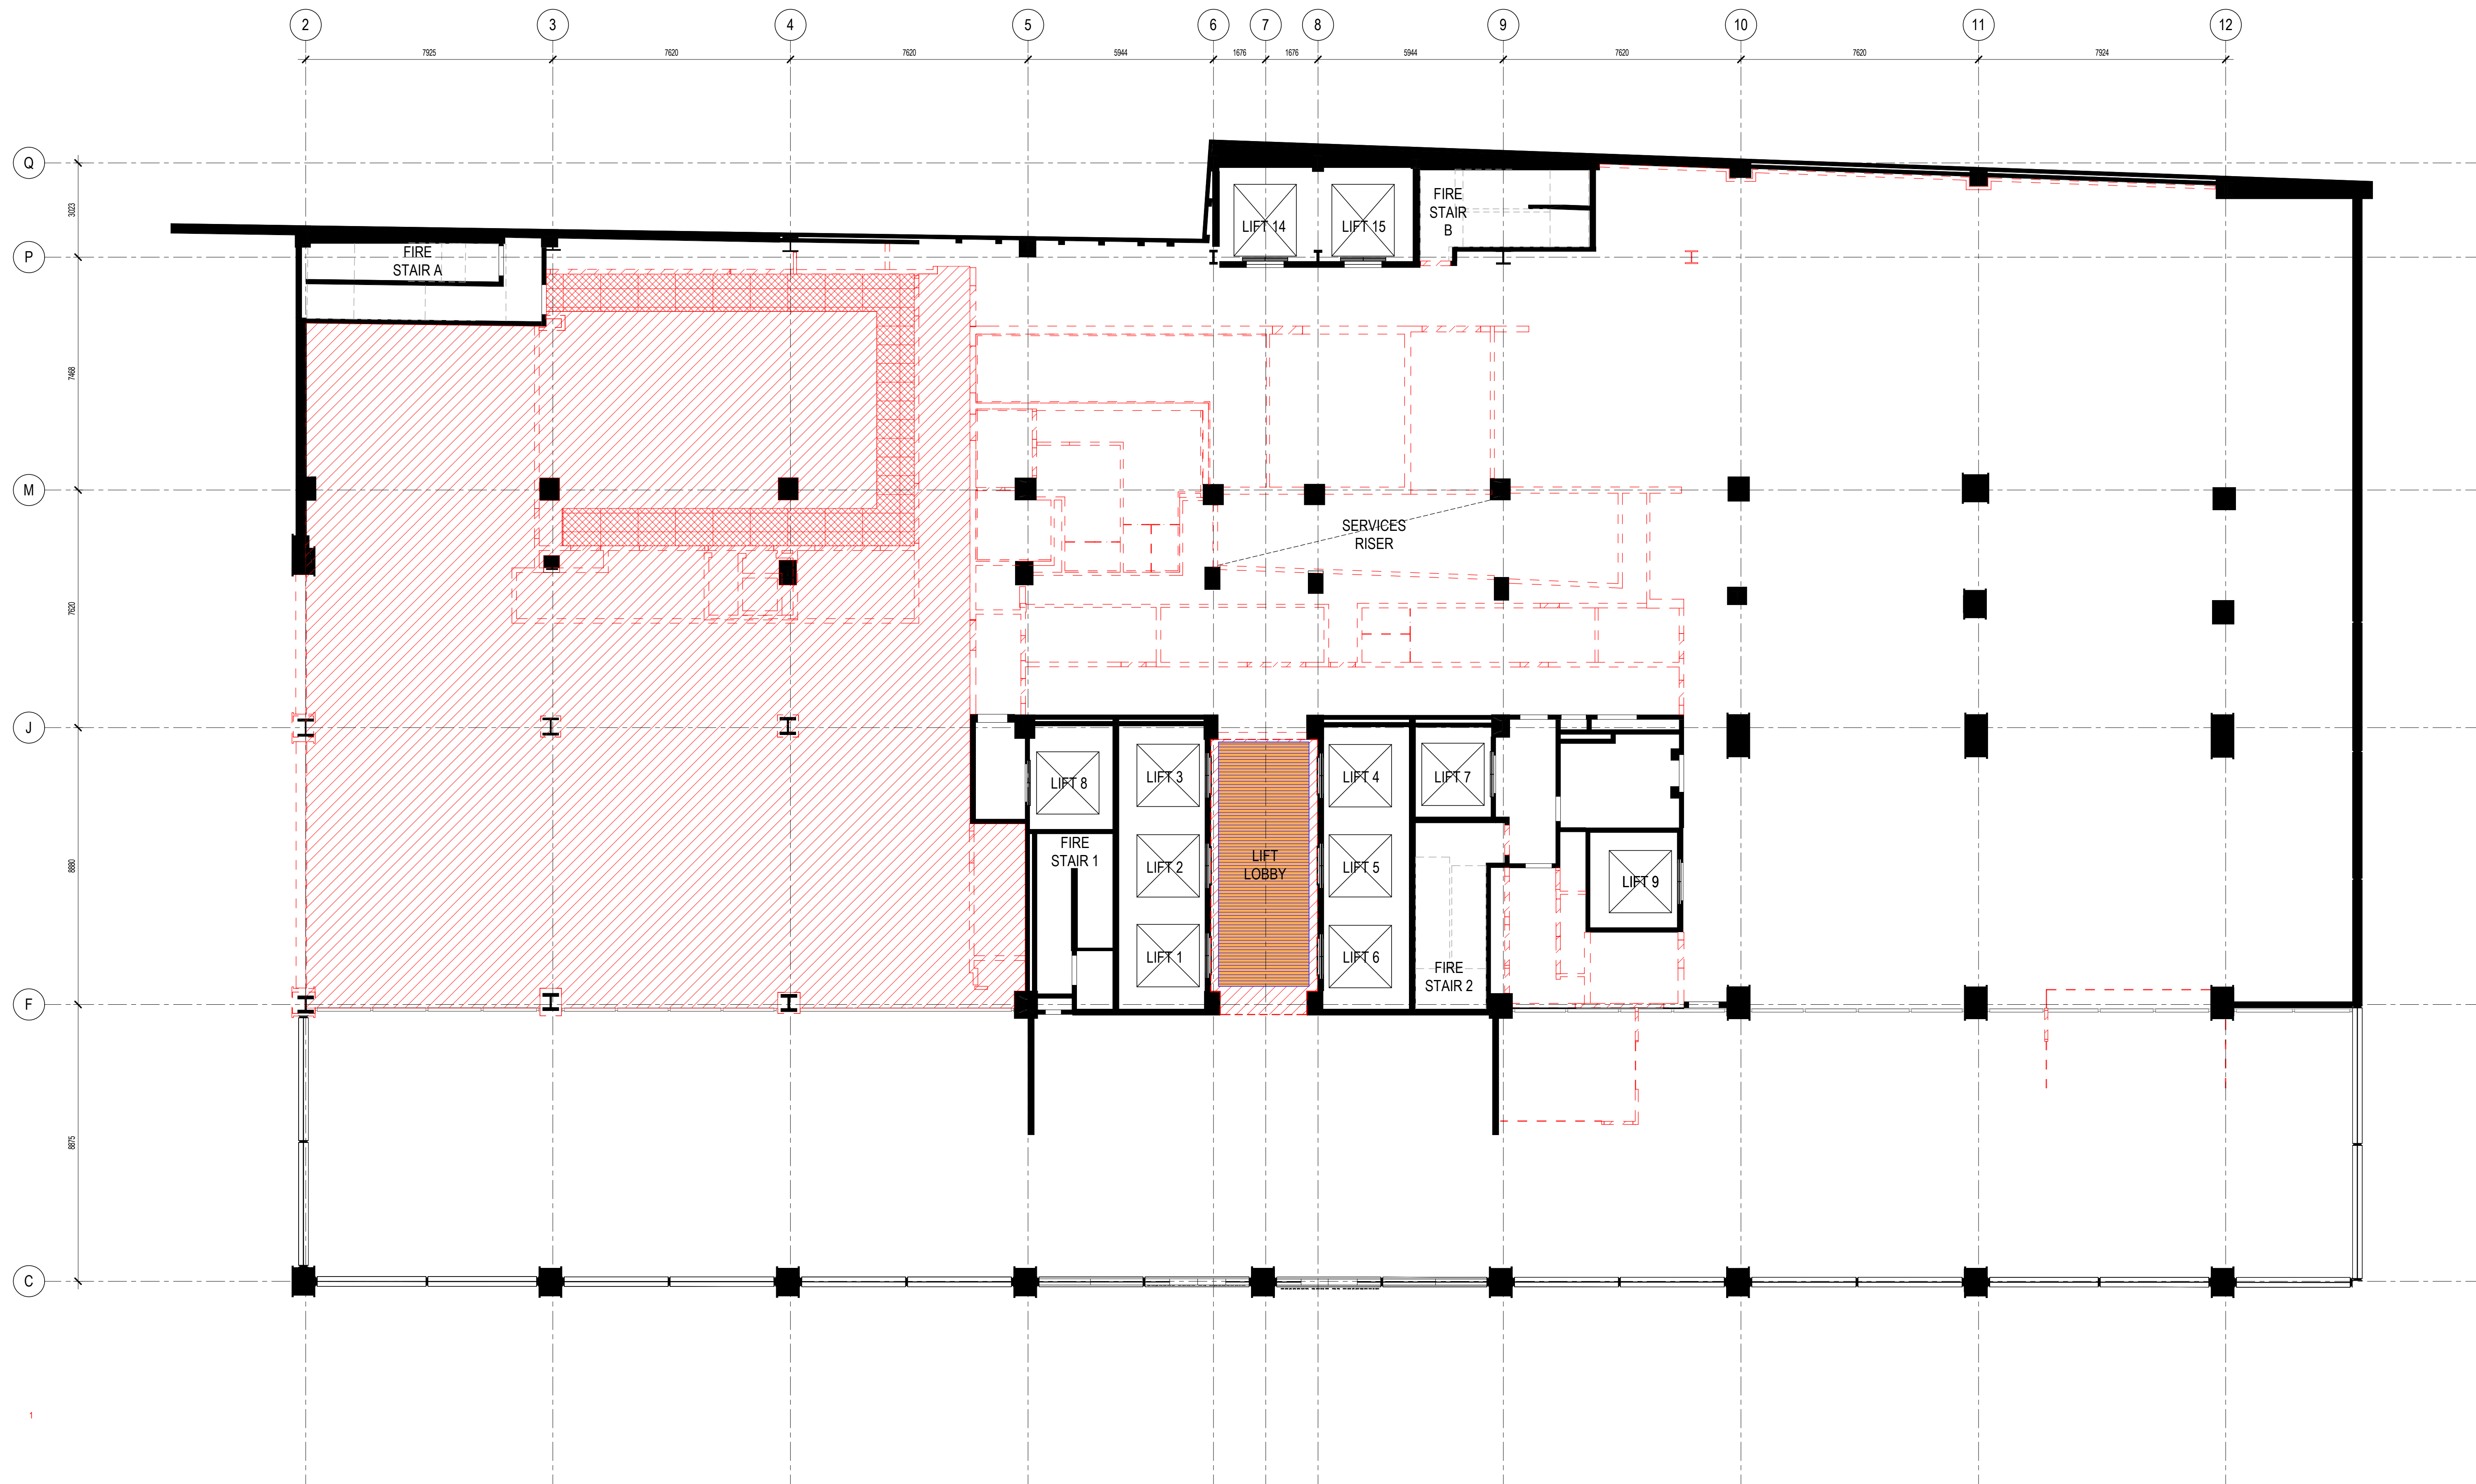 2 3 4 5 6 7 8 9 10 11 12
7925 7620 7620 5944 1676 1676 5944 7620 7620 7924
Q
3023
P
7468
M
7620
J
8880
F
8875
C
FIRE
STAIR A
LIFT 14
LIFT 15
FIRE
STAIR
B
SERVICES
RISER
LIFT 8
LIFT 3
LIFT 4
LIFT 7
FIRE
STAIR 1
LIFT 2
LIFT
LOBBY
LIFT 5
LIFT 9
LIFT 1
LIFT 6
FIRE
STAIR 2
1